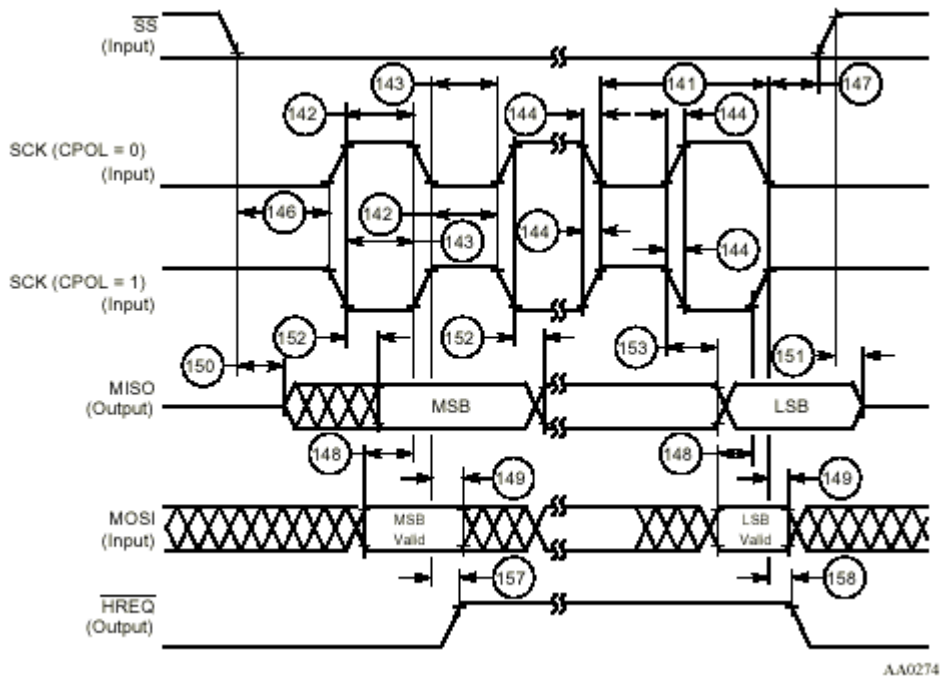 SS
(Input)
143
141
147
142
144
144
SCK (CPOL = 0)
(Input)
146
142
143
144
144
SCK (CPOL = 1)
(Input)
152
152
153
151
150
MISO
(Output)
MSB
LSB
148
148
149
149
MOSI
(Input)
MSB
Valid
LSB
Valid
157
158
HREQ
(Output)
AA0274